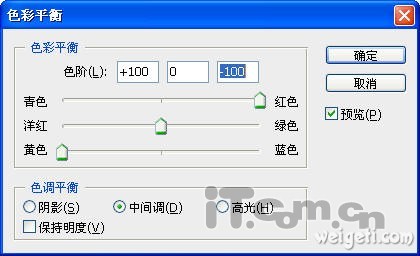 色彩平衡
色彩平衡
色阶(L): +100 0 -100
确定
取消
预览(P)
青色 红色
洋红 绿色
黄色 蓝色
色调平衡
阴影(S) 中间调(D) 高光(H)
保持明度(V)
iT.com.cn
weigeti.com